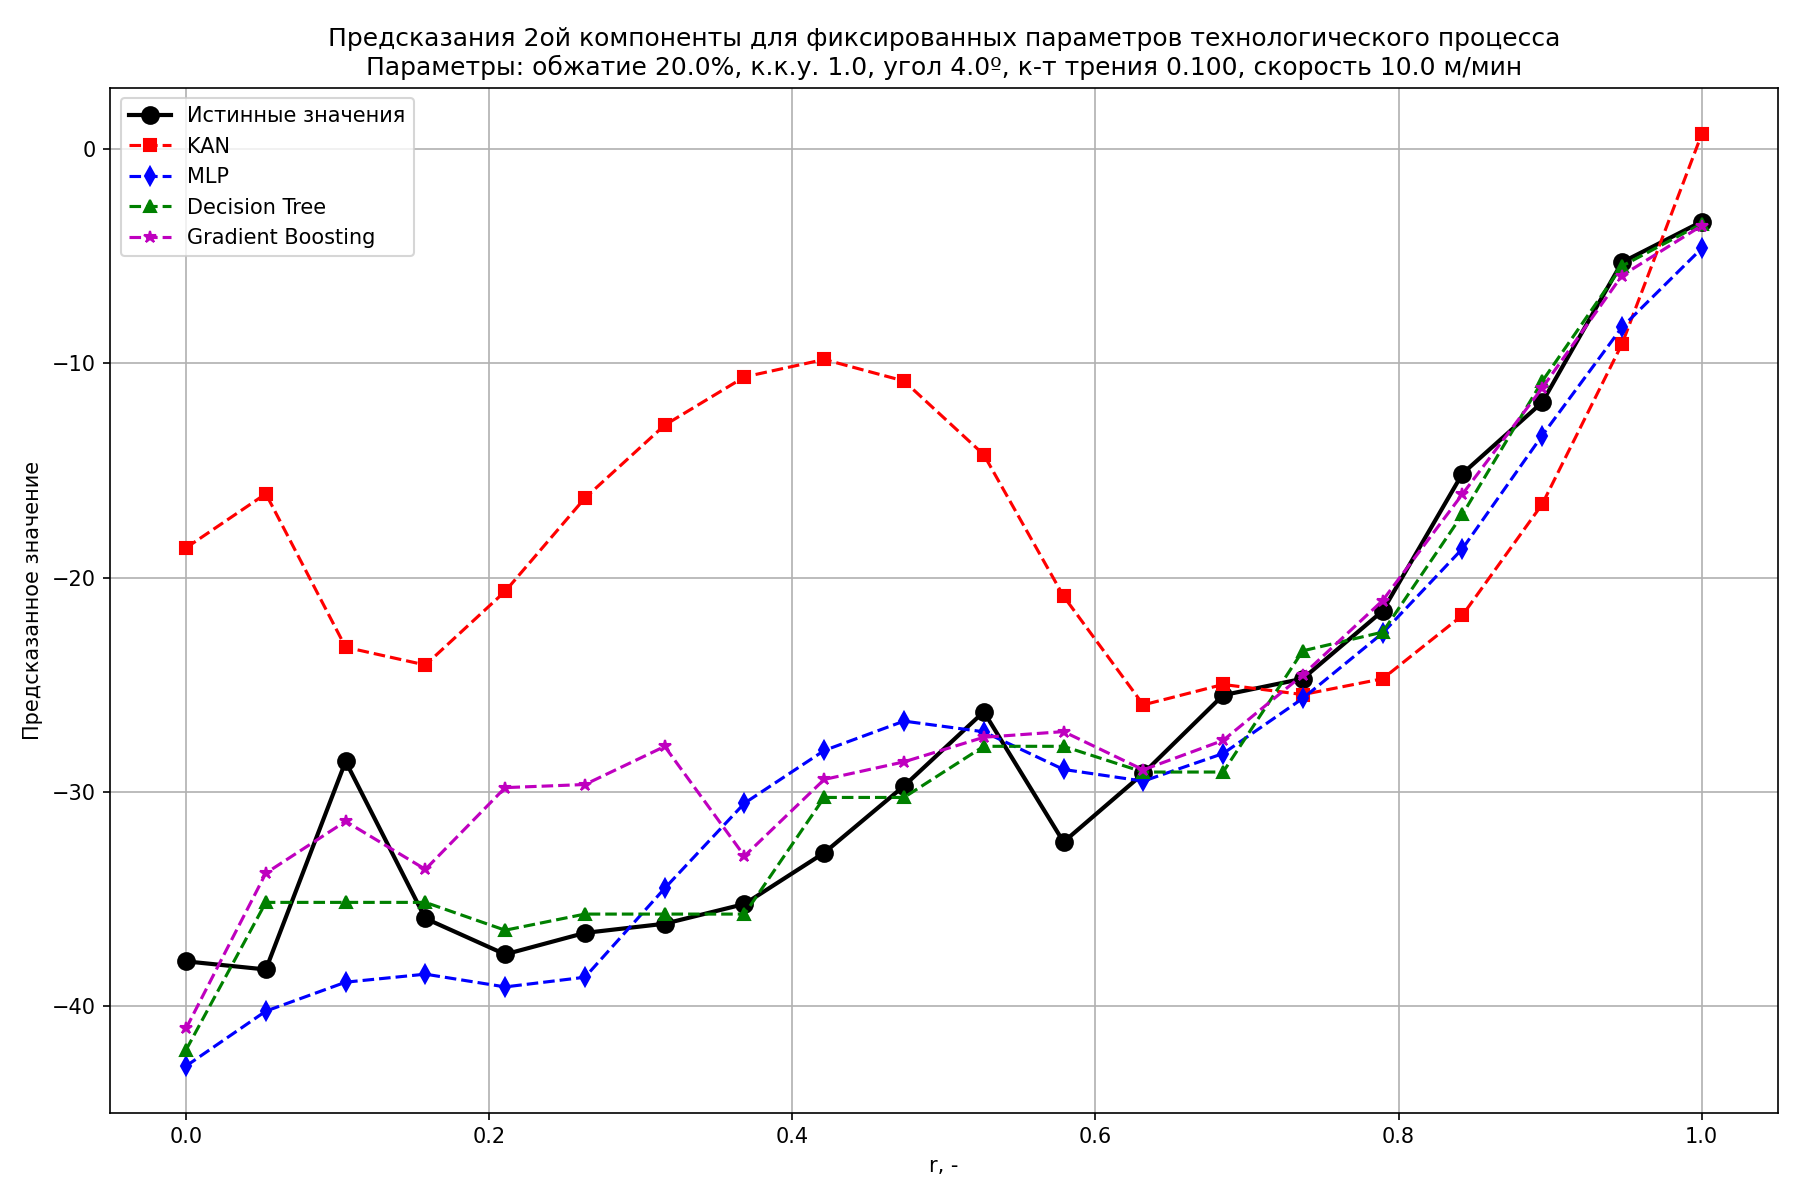 Предсказания 2ой компоненты для фиксированных параметров технологического процесса
Параметры: обжатие 20.0%, к.к.у. 1.0, угол 4.0º, к-т трения 0.100, скорость 10.0 м/мин
Истинные значения
KAN
MLP
Decision Tree
Gradient Boosting
Предсказанное значение
0
−10
−20
−30
−40
0.0
0.2
0.4
0.6
0.8
1.0
r, -